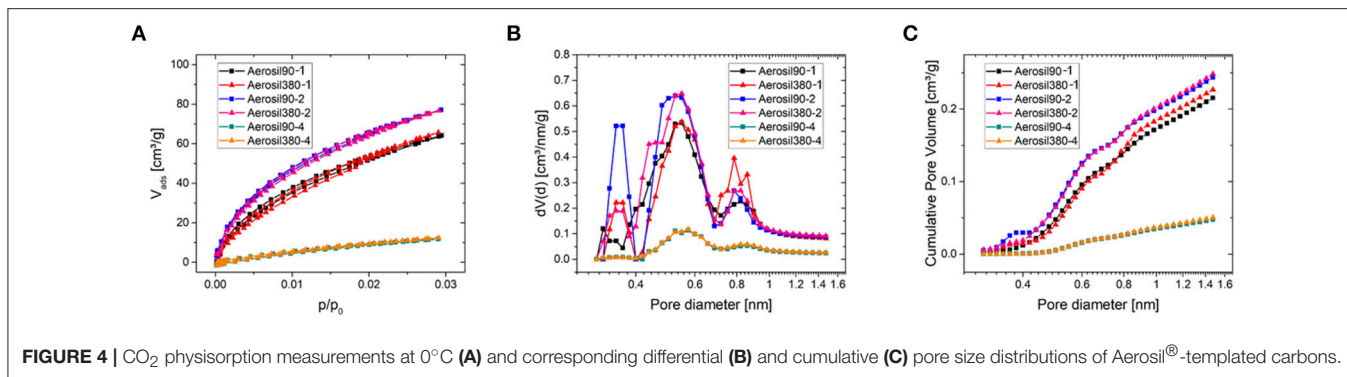 A
B
C
V_ads [cm³/g]
100
80
60
40
20
0
Aerosil90-1
Aerosil380-1
Aerosil90-2
Aerosil380-2
Aerosil90-4
Aerosil380-4
0.00
0.01
0.02
0.03
p/p₀
dV(d) [cm³/nm/g]
0.8
0.7
0.6
0.5
0.4
0.3
0.2
0.1
0.0
Aerosil90-1
Aerosil380-1
Aerosil90-2
Aerosil380-2
Aerosil90-4
Aerosil380-4
0.4
0.6
0.8
1
1.2
1.4
1.6
Pore diameter [nm]
Cumulative Pore Volume [cm³/g]
0.2
0.1
0.0
Aerosil90-1
Aerosil380-1
Aerosil90-2
Aerosil380-2
Aerosil90-4
Aerosil380-4
0.4
0.6
0.8
1
1.2
1.4
1.6
Pore diameter [nm]
FIGURE 4 | CO₂ physisorption measurements at 0°C (A) and corresponding differential (B) and cumulative (C) pore size distributions of Aerosil®-templated carbons.